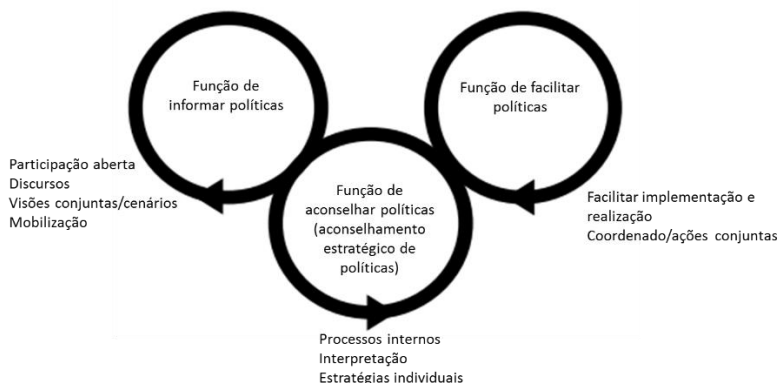 Função de
informar políticas
Função de facilitar
políticas
Participação aberta
Discursos
Visões conjuntas/cenários
Mobilização
Função de
aconselhar políticas
(aconselhamento
estratégico de
políticas)
Facilitar implementação e
realização
Coordenado/ações conjuntas
Processos internos
Interpretação
Estratégias individuais